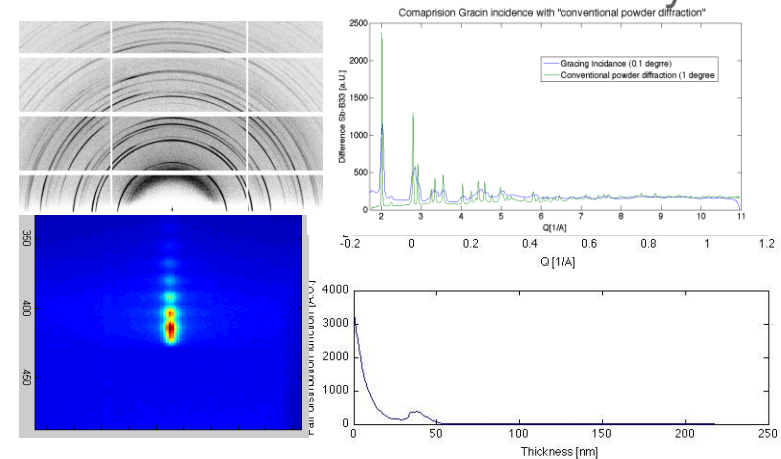 y
Comaprision Gracin incidence with "conventional powder diffraction"
2500
2000
1500
1000
500
0
Difference Sb-B33 [a.U.]
Gracing Incidance (0.1 degrre)
Conventional powder diffraction (1 degree
2 3 4 5 6 7 8 9 10 11
Q[1/A]
-0.2 0 0.2 0.4 0.6 0.8 1 1.2
Q [1/A]
350
400
450
4000
3000
2000
1000
0
distribution function [A.U.]
0 50 100 150 200 250
Thickness [nm]